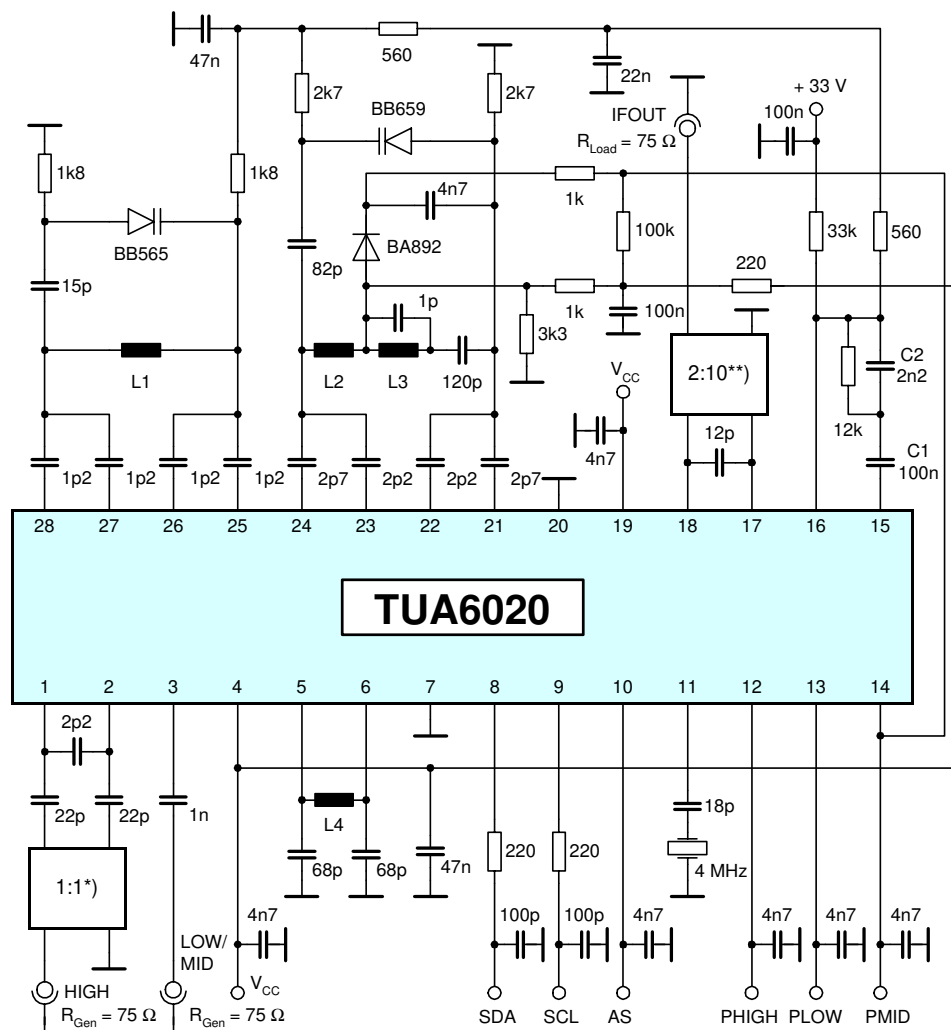 47n
560
22n
+ 33 V
2k7
BB659
2k7
IFOUT
R_Load = 75 Ω
100n
1k8
1k8
4n7
1k
BB565
82p
BA892
100k
33k
560
15p
1p
1k
220
3k3
100n
L1
L2
L3
120p
V_CC
2:10**)
C2
2n2
12k
12p
C1
100n
4n7
1p2
1p2
1p2
1p2
2p7
2p2
2p2
2p7
28 27 26 25 24 23 22 21 20 19 18 17 16 15
TUA6020
1 2 3 4 5 6 7 8 9 10 11 12 13 14
2p2
22p
22p
1n
L4
18p
68p
68p
47n
220
220
4 MHz
1:1*)
LOW/
MID
4n7
100p
100p
4n7
4n7
4n7
4n7
HIGH
V_CC
R_Gen = 75 Ω
R_Gen = 75 Ω
SDA
SCL
AS
PHIGH
PLOW
PMID